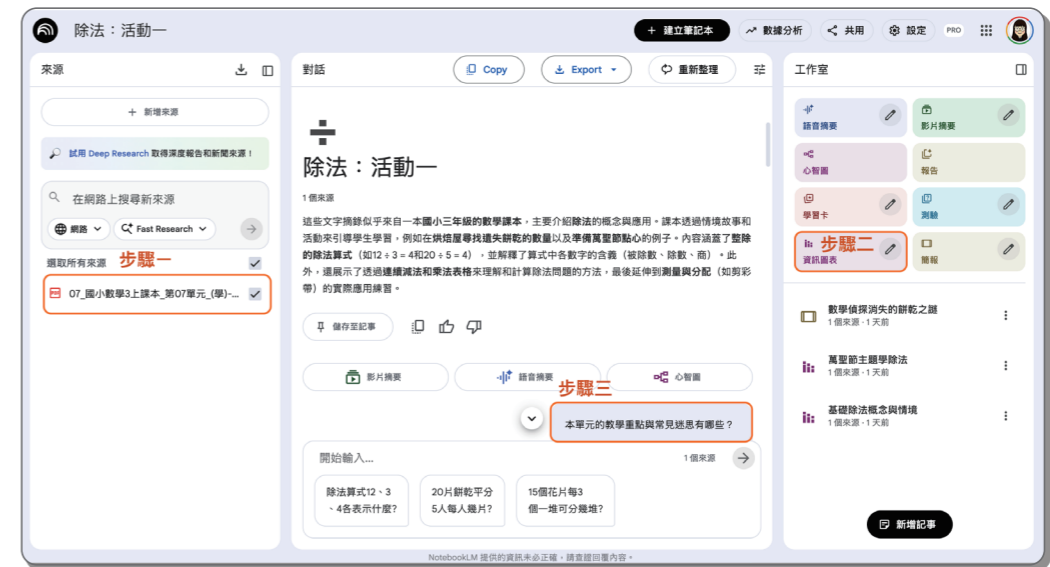 除法：活動一
+ 建立筆記本
數據分析
共用
設定
PRO
來源
+ 新增來源
試用 Deep Research 取得深度報告和新聞來源！
在網路上搜尋新來源
網路
Fast Research
步驟一
選取所有來源
07_國小數學3上課本_第07單元_(學)-...
對話
Copy
Export
重新整理
除法：活動一
1 個來源
這些文字摘錄似乎來自一本國小三年級的數學課本，主要介紹除法的概念與應用。課本透過情境故事和
活動來引導學生學習，例如在烘焙屋尋找遺失餅乾的數量以及準備萬聖節點心的例子。內容涵蓋了整除
的除法算式（如12 ÷ 3 = 4和20 ÷ 5 = 4），並解釋了算式中各數字的含義（被除數、除數、商）。此
外，還展示了透過連續減法和乘法表格來理解和計算除法問題的方法，最後延伸到測量與分配（如剪彩
帶）的實際應用練習。
儲存至記事
影片摘要
語音摘要
心智圖
步驟三
本單元的教學重點與常見迷思有哪些？
開始輸入...
1 個來源
除法算式12、3
、4各表示什麼?
20片餅乾平分
5人每人幾片?
15個花片每3
個一堆可分幾堆?
NotebookLM 提供的資訊未必正確，請查證回覆內容。
工作室
語音摘要
影片摘要
心智圖
報告
學習卡
測驗
步驟二
資訊圖表
簡報
數學偵探消失的餅乾之謎
1 個來源 · 1 天前
萬聖節主題學除法
1 個來源 · 1 天前
基礎除法概念與情境
1 個來源 · 1 天前
新增記事